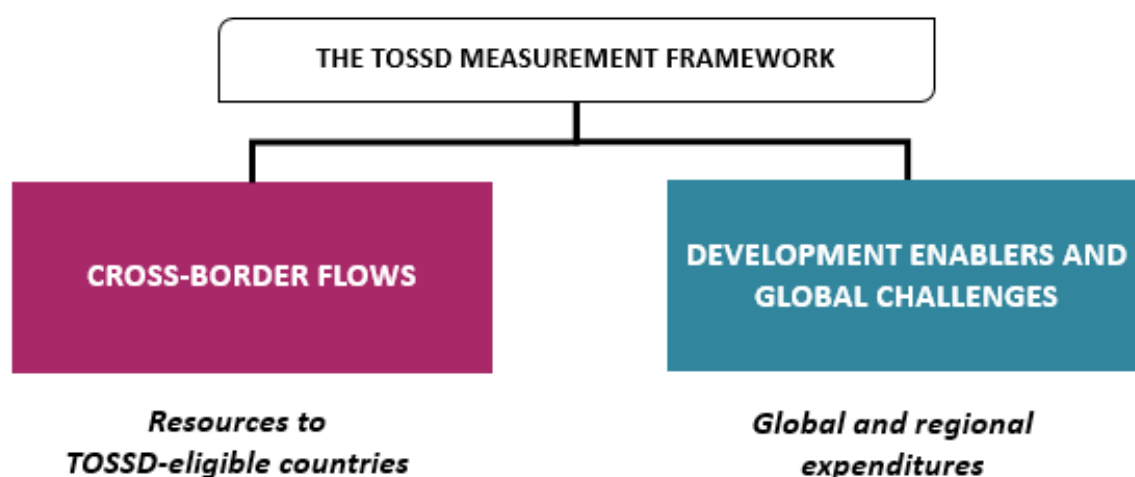 THE TOSSD MEASUREMENT FRAMEWORK
CROSS-BORDER FLOWS
DEVELOPMENT ENABLERS AND
GLOBAL CHALLENGES
Resources to
TOSSD-eligible countries
Global and regional
expenditures